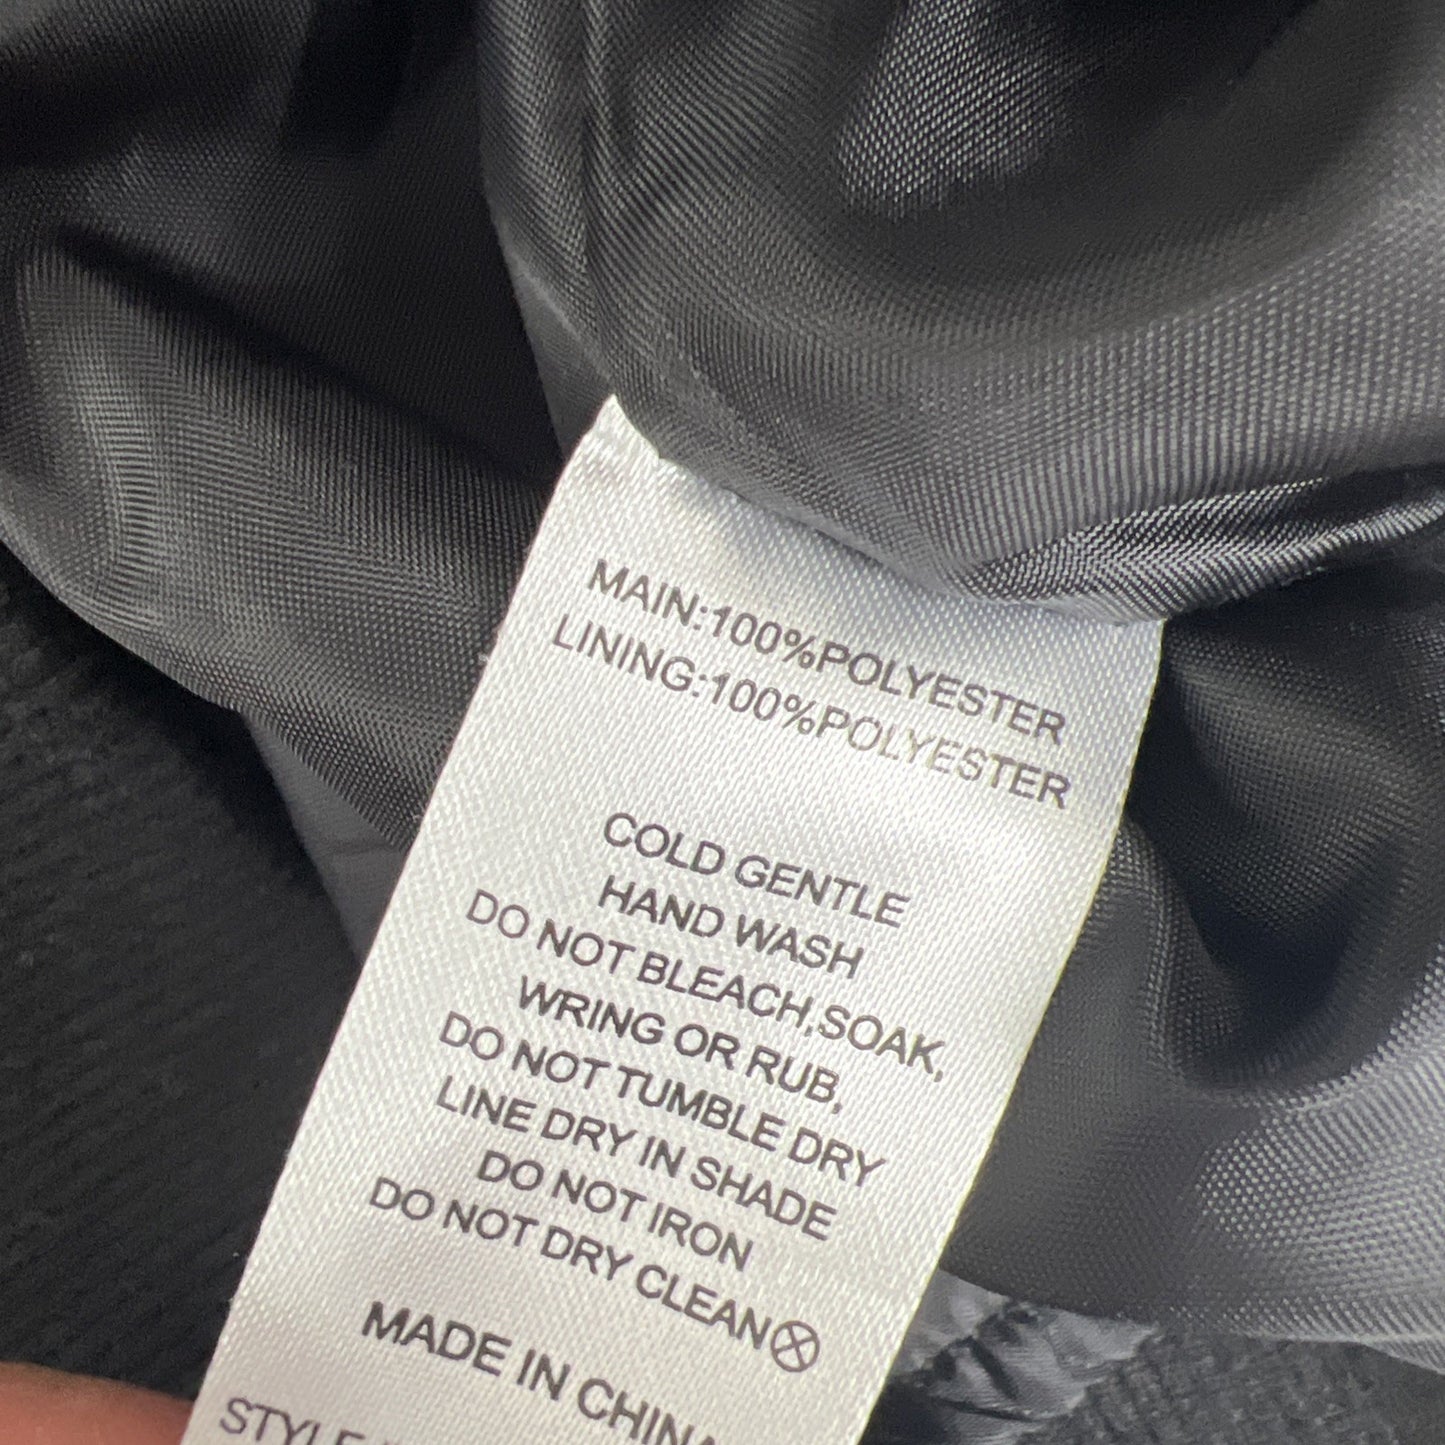 MAIN:100%POLYESTER
LINING:100%POLYESTER
COLD GENTLE
HAND WASH
DO NOT BLEACH,SOAK,
WRING OR RUB,
DO NOT TUMBLE DRY
LINE DRY IN SHADE
DO NOT IRON
DO NOT DRY CLEAN
MADE IN CHINA
STYLE